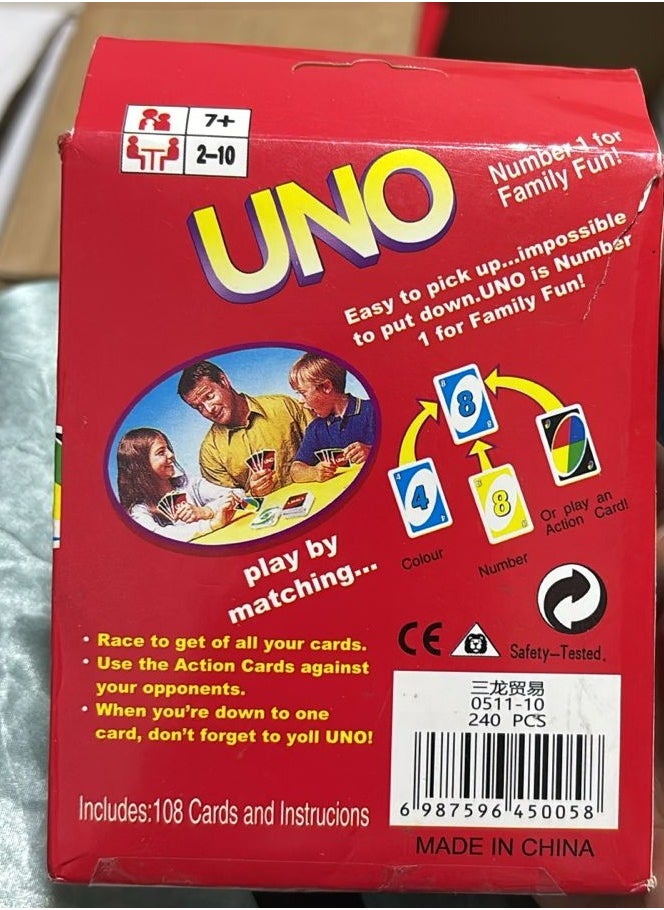 7+
2–10
UNO
Number 1 for
Family Fun!
Easy to pick up...impossible
to put down.UNO is Number
1 for Family Fun!
8
4
8
Colour
Number
Or play an
Action Card!
play by
matching...
• Race to get of all your cards.
• Use the Action Cards against
your opponents.
• When you're down to one
card, don't forget to yoll UNO!
CE
Safety–Tested.
三龙贸易
0511-10
240 PCS
6 987596 450058
Includes:108 Cards and Instrucions
MADE IN CHINA